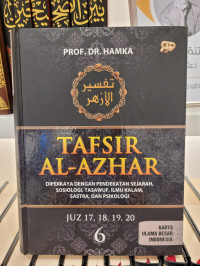 PROF. DR. HAMKA
تفسير
الأزهر
TAFSIR
AL-AZHAR
DIPERKAYA DENGAN PENDEKATAN SEJARAH,
SOSIOLOGI, TASAWUF, ILMU KALAM,
SASTRA, DAN PSIKOLOGI
JUZ 17, 18, 19, 20
6
KARYA
ULAMA BESAR
INDONESIA